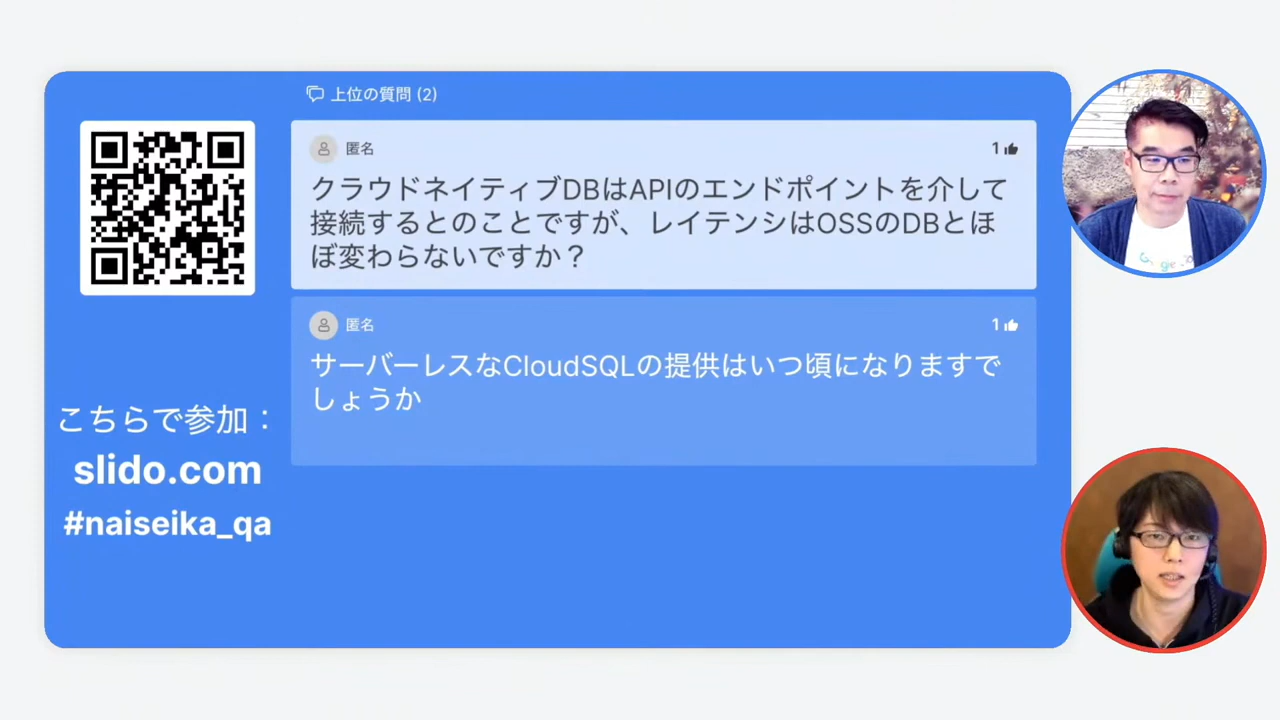 上位の質問 (2)
匿名
1
クラウドネイティブDBはAPIのエンドポイントを介して
接続するとのことですが、レイテンシはOSSのDBとほ
ぼ変わらないですか？
匿名
1
サーバーレスなCloudSQLの提供はいつ頃になりますで
しょうか
こちらで参加：
slido.com
#naiseika_qa